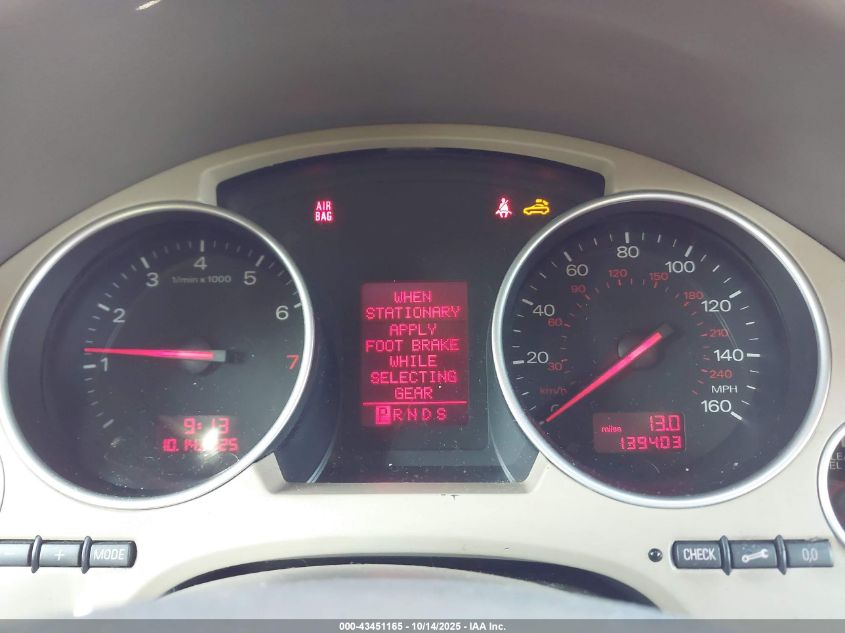 AIR
BAG
1/min x 1000
1
2
3
4
5
6
7
9:13
WHEN
STATIONARY
APPLY
FOOT BRAKE
WHILE
SELECTING
GEAR
PRNDS
0
20
40
60
80
100
120
140
160
MPH
km/h
30
60
90
120
150
180
210
240
miles 13.0
139403
- + MODE
CHECK 0,0
000-43451165 - 10/14/2025 - IAA Inc.